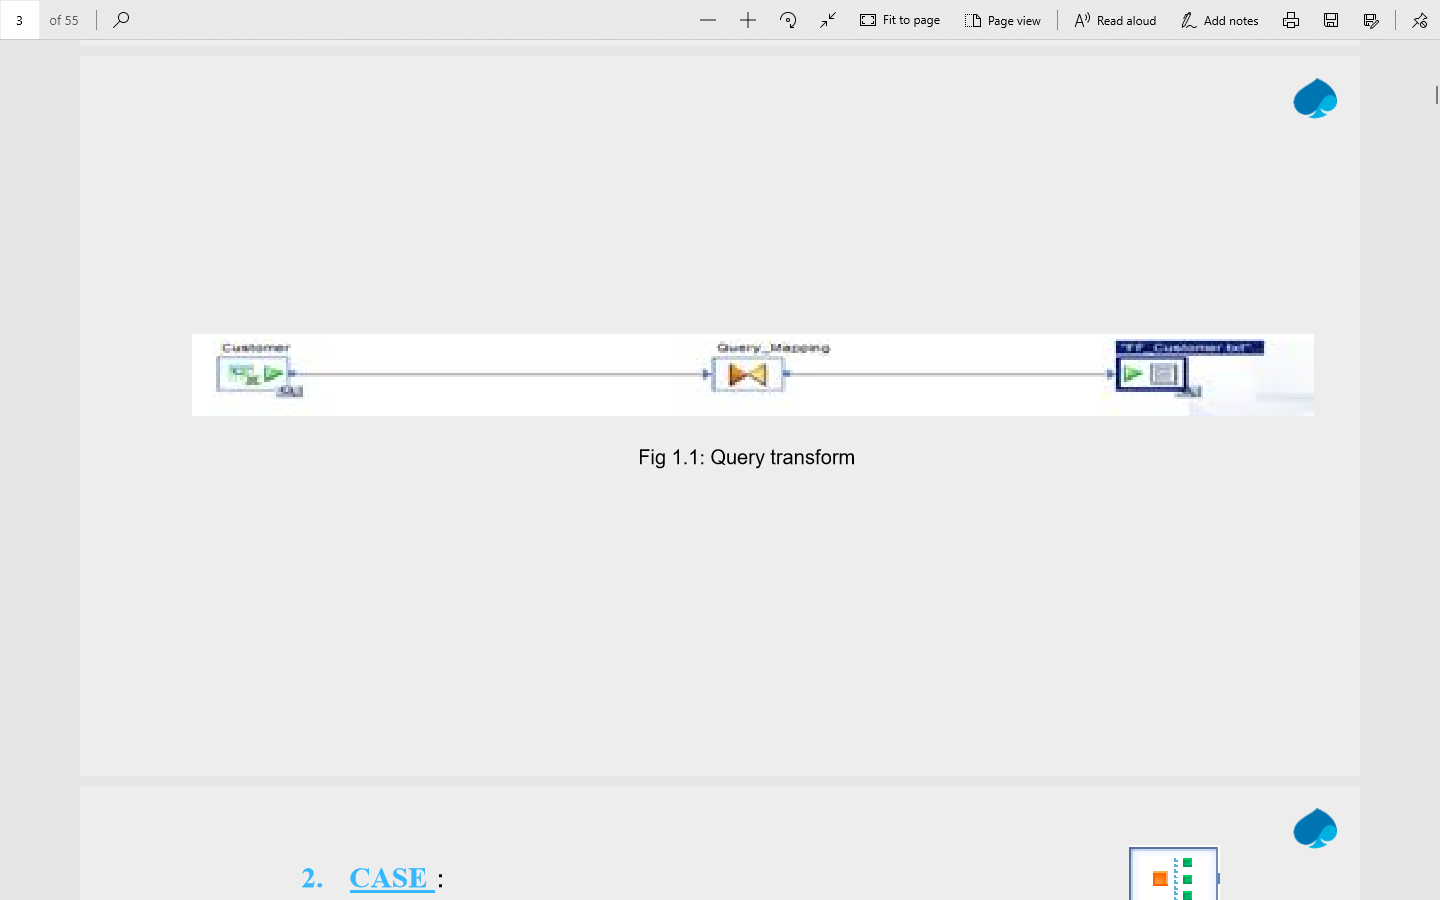 3 of 55 Fit to page Page view Read aloud Add notes
Customer Query_Mapping "FF_Customer.txt"
Fig 1.1: Query transform
2. CASE :